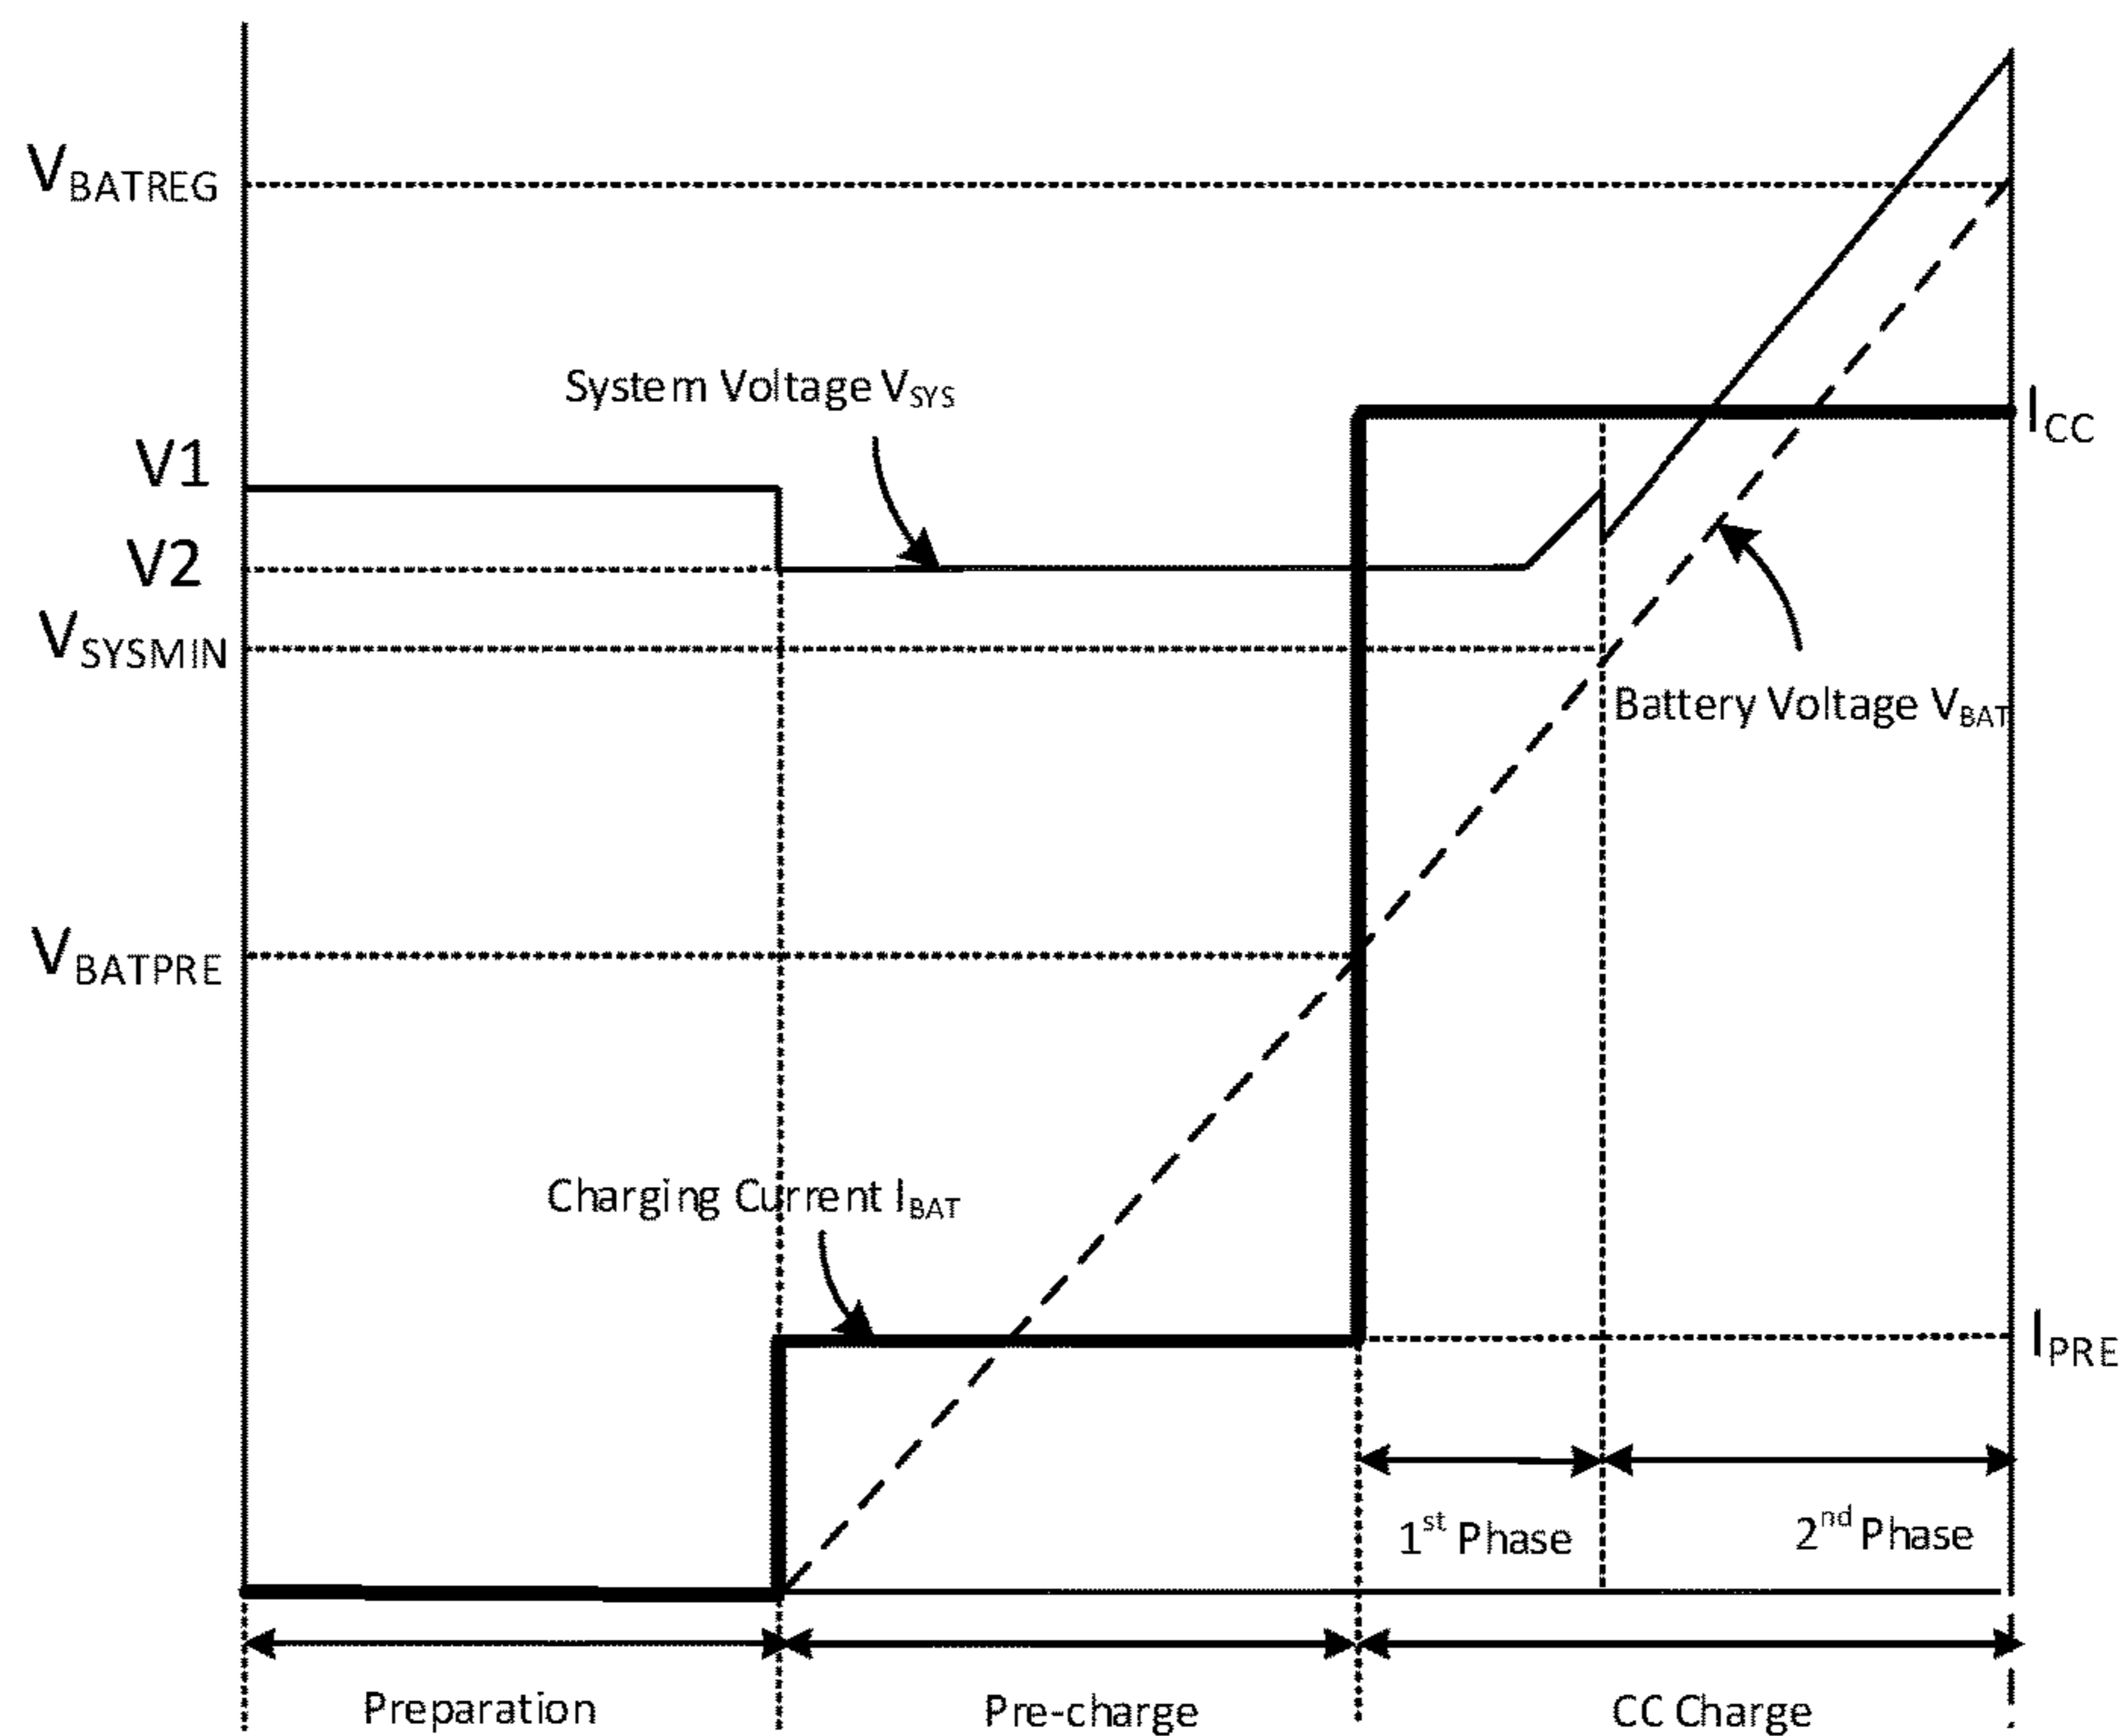 V_BATREG
System Voltage V_SYS
I_CC
V1
V2
V_SYSMIN
Battery Voltage V_BAT
V_BATPRE
Charging Current I_BAT
I_PRE
1st Phase
2nd Phase
Preparation
Pre-charge
CC Charge